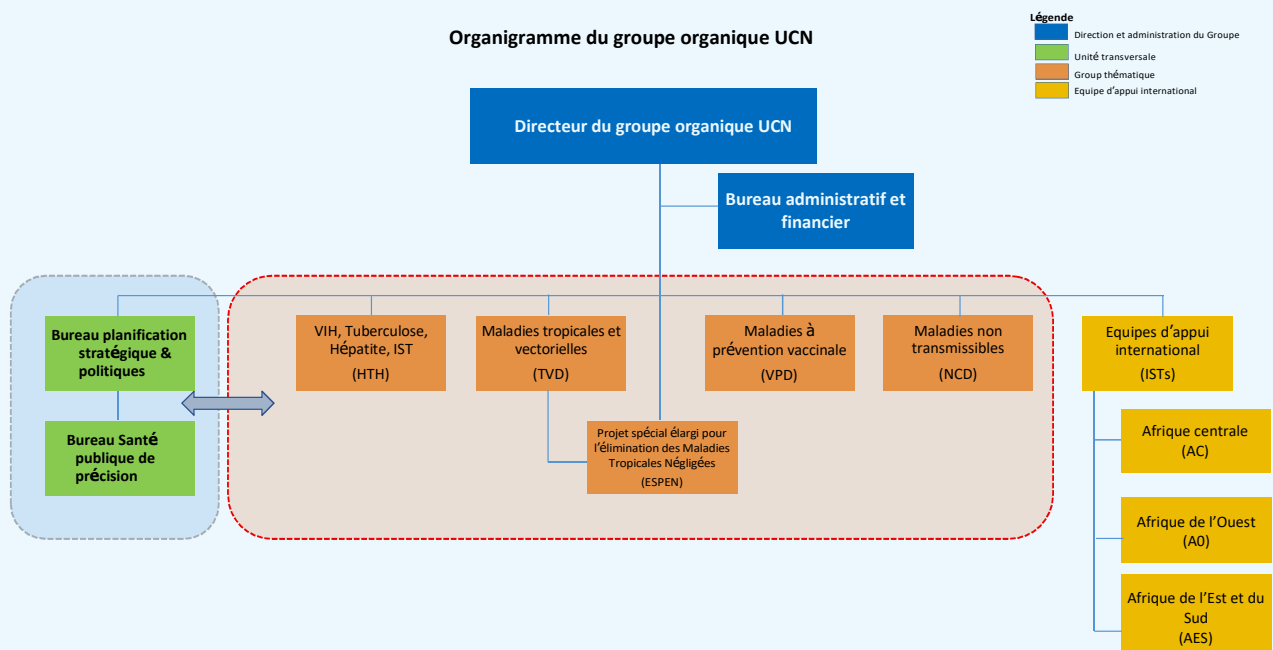 Légende
Direction et administration du Groupe
Unité transversale
Group thématique
Equipe d'appui international
Organigramme du groupe organique UCN
Directeur du groupe organique UCN
Bureau administratif et
financier
Bureau planification
stratégique &
politiques
VIH, Tuberculose,
Hépatite, IST
(HTH)
Maladies tropicales et
vectorielles
(TVD)
Maladies à
prévention vaccinale
(VPD)
Maladies non
transmissibles
(NCD)
Equipes d'appui
international
(ISTs)
Bureau Santé
publique de
précision
Projet spécial élargi pour
l'élimination des Maladies
Tropicales Négligées
(ESPEN)
Afrique centrale
(AC)
Afrique de l'Ouest
(A0)
Afrique de l'Est et du
Sud
(AES)